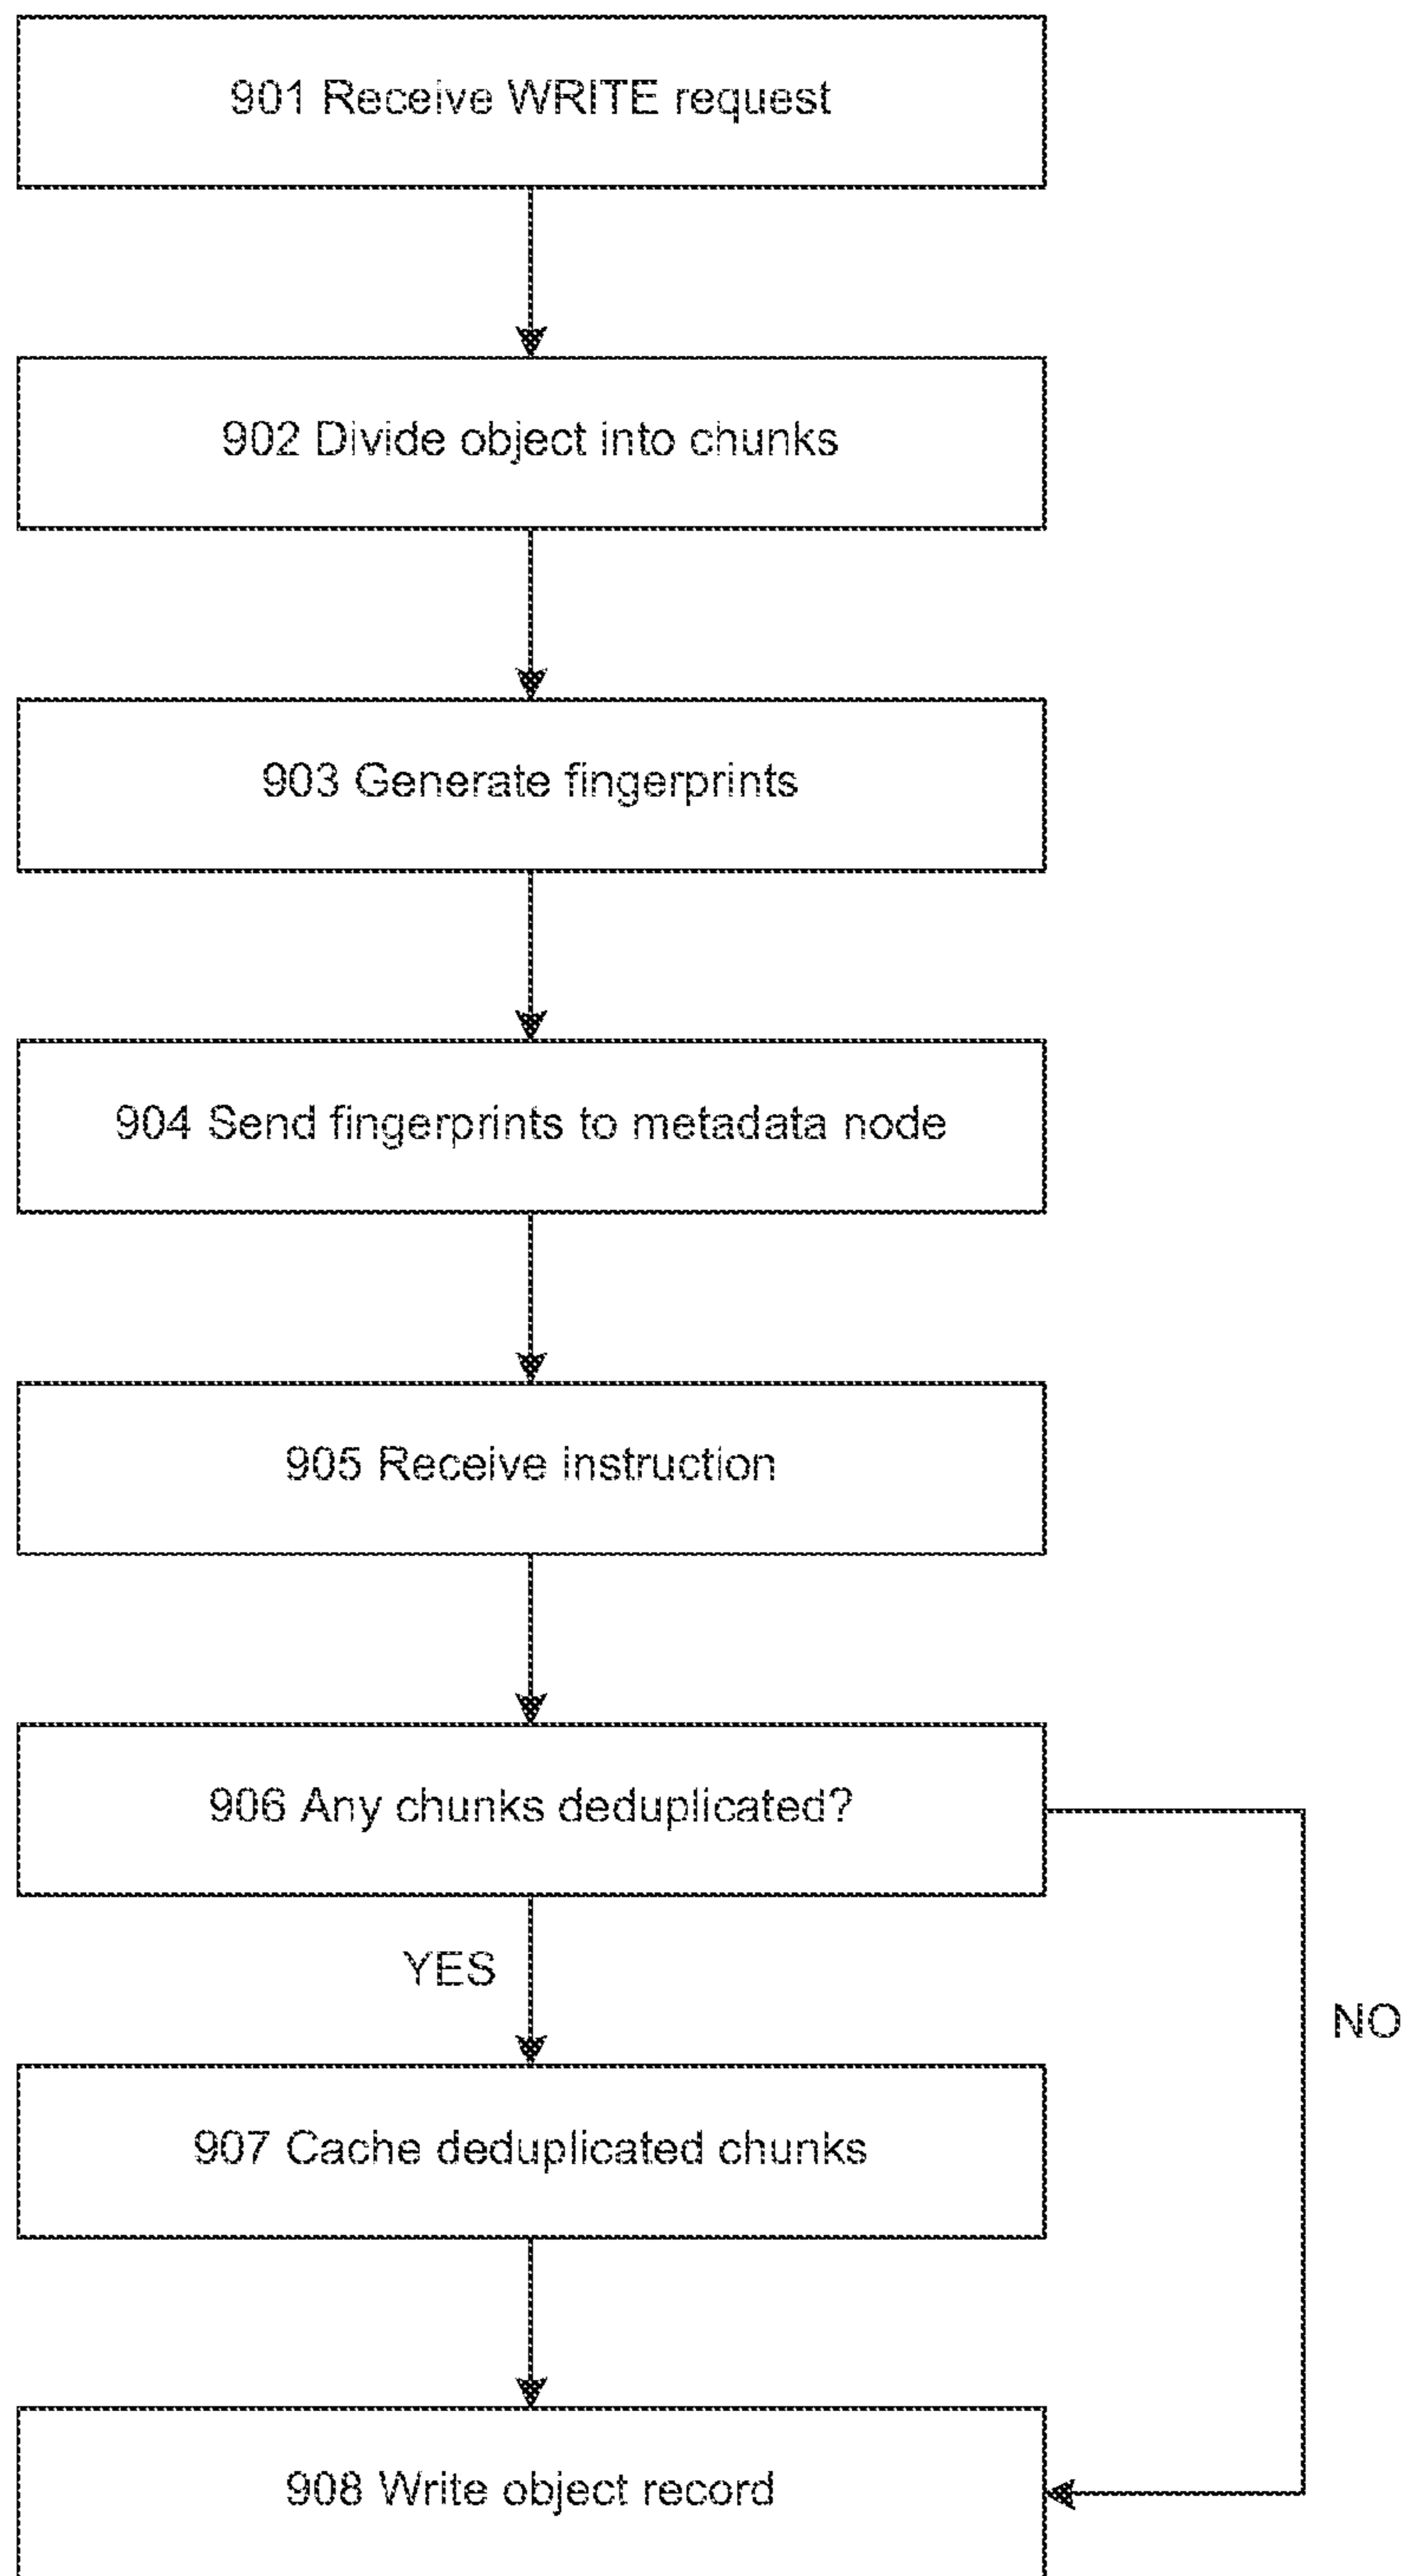 901 Receive WRITE request
902 Divide object into chunks
903 Generate fingerprints
904 Send fingerprints to metadata node
905 Receive instruction
906 Any chunks deduplicated?
YES
NO
907 Cache deduplicated chunks
908 Write object record